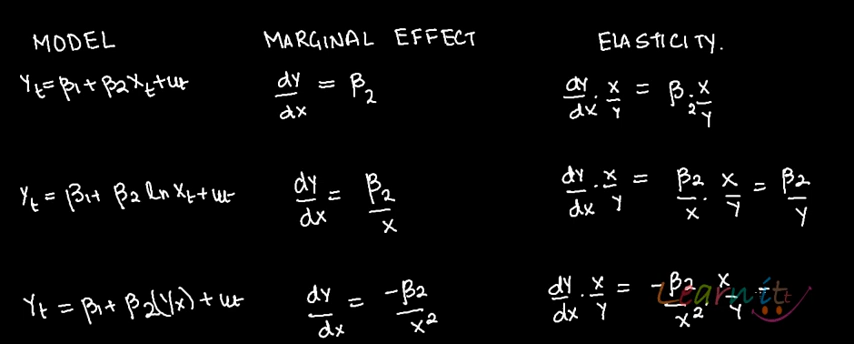 MODEL MARGINAL EFFECT ELASTICITY.
Yt = β1 + β2Xt + ut dY/dX = β2 dY/dX · X/Y = β2 · X/Y
Yt = β1 + β2 ln Xt + ut dY/dX = β2/X dY/dX · X/Y = β2/X · X/Y = β2/Y
Yt = β1 + β2(1/X) + ut dY/dX = -β2/X² dY/dX · X/Y = -β2/X² · X/Y =
Learnitt